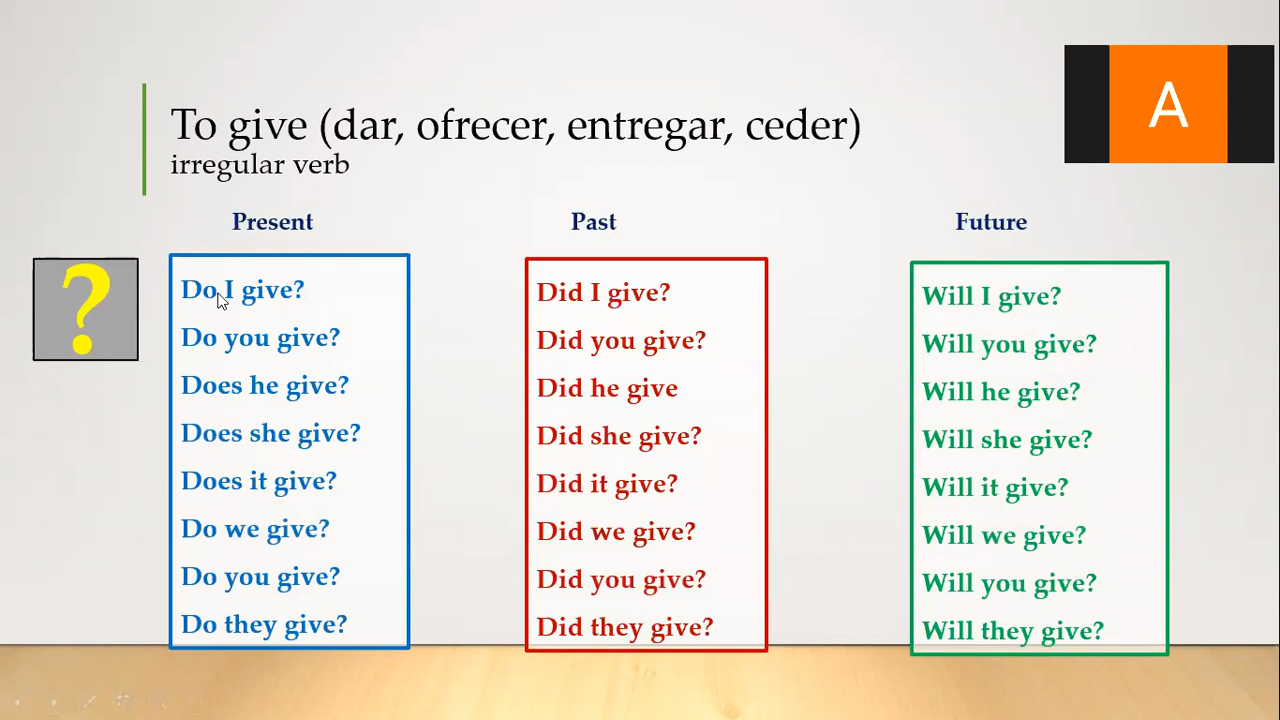 To give (dar, ofrecer, entregar, ceder)
irregular verb
A
Present
Past
Future
?
Do I give?
Do you give?
Does he give?
Does she give?
Does it give?
Do we give?
Do you give?
Do they give?
Did I give?
Did you give?
Did he give
Did she give?
Did it give?
Did we give?
Did you give?
Did they give?
Will I give?
Will you give?
Will he give?
Will she give?
Will it give?
Will we give?
Will you give?
Will they give?